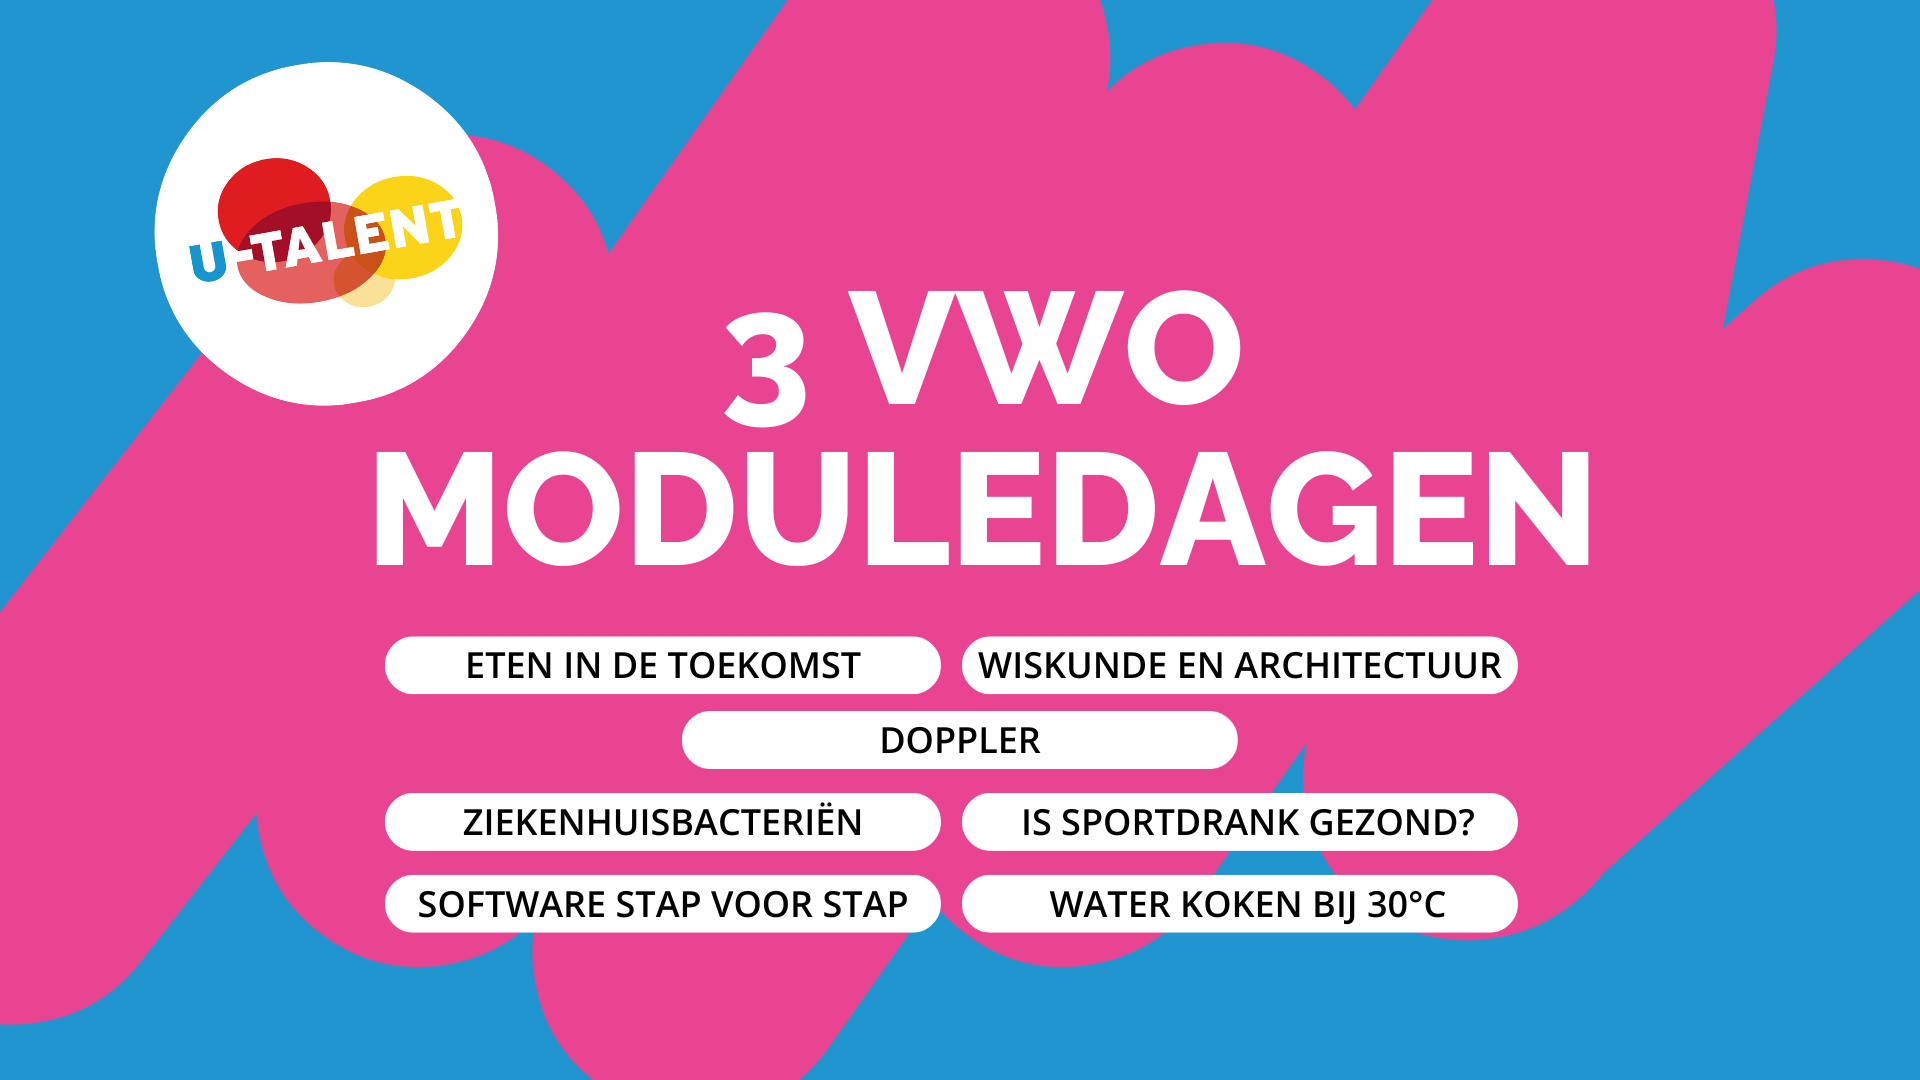 U-TALENT
3 VWO
MODULEDAGEN
ETEN IN DE TOEKOMST
WISKUNDE EN ARCHITECTUUR
DOPPLER
ZIEKENHUISBACTERIËN
IS SPORTDRANK GEZOND?
SOFTWARE STAP VOOR STAP
WATER KOKEN BIJ 30°C